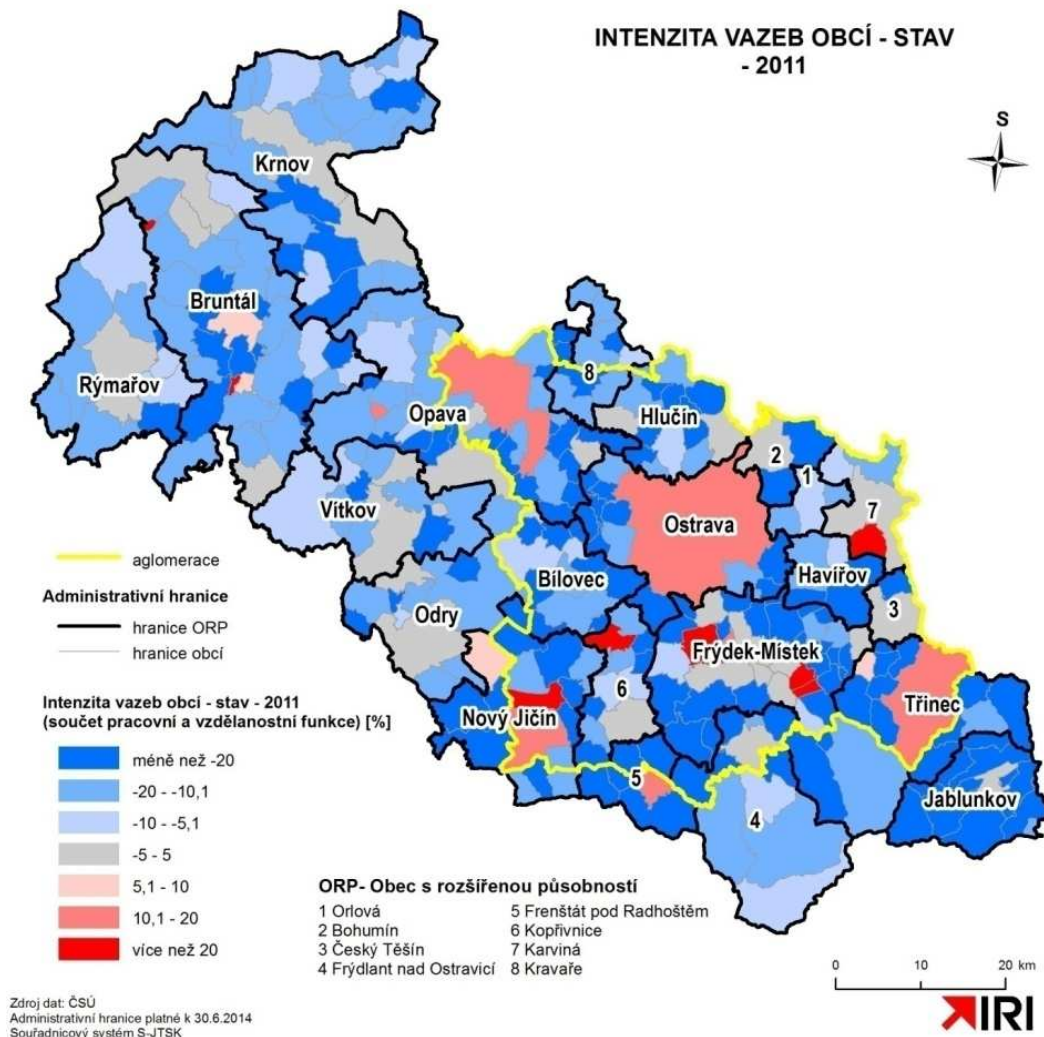 INTENZITA VAZEB OBCÍ - STAV
- 2011
S
Krnov
Bruntál
Rýmařov
8
Opava
Hlučín
2
1
Vítkov
Ostrava
7
Bílovec
Havířov
3
Odry
Frýdek-Místek
6
Nový Jičín
Třinec
5
4
Jablunkov
aglomerace
Administrativní hranice
hranice ORP
hranice obcí
Intenzita vazeb obcí - stav - 2011
(součet pracovní a vzdělanostní funkce) [%]
méně než -20
-20 - -10,1
-10 - -5,1
-5 - 5
5,1 - 10
10,1 - 20
více než 20
ORP- Obec s rozšířenou působností
1 Orlová
2 Bohumín
3 Český Těšín
4 Frýdlant nad Ostravicí
5 Frenštát pod Radhoštěm
6 Kopřivnice
7 Karviná
8 Kravaře
0 10 20 km
IRI
Zdroj dat: ČSÚ
Administrativní hranice platné k 30.6.2014
Souřadnicový systém S-JTSK